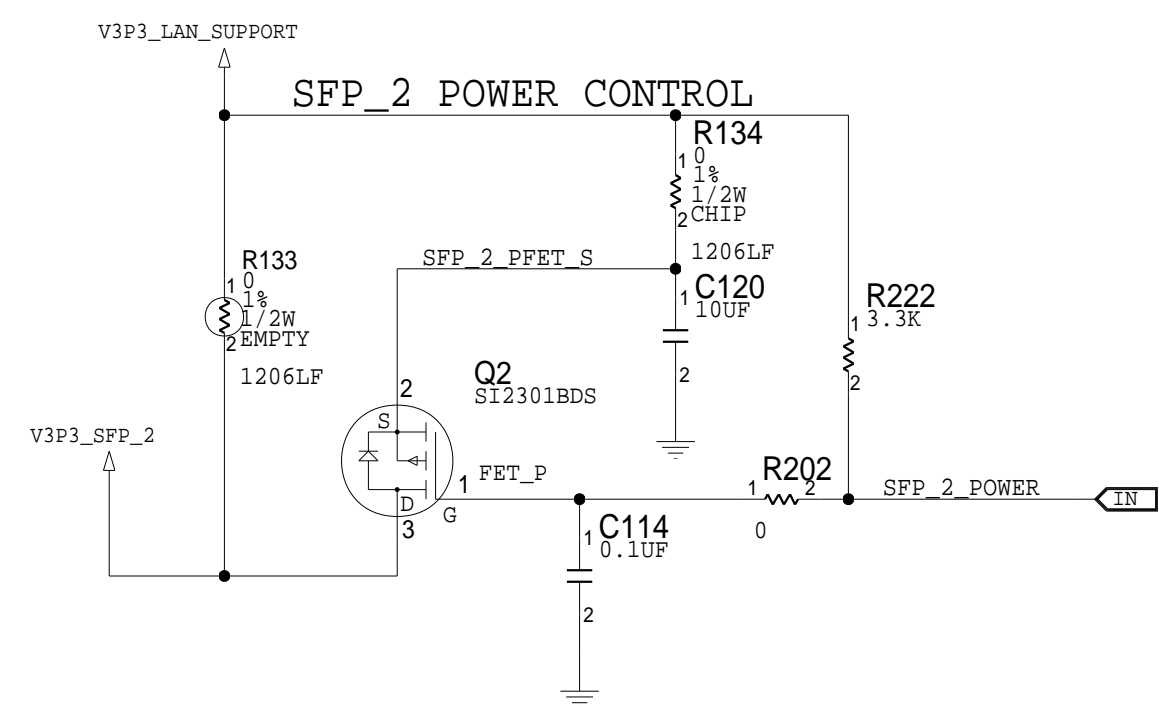 V3P3_LAN_SUPPORT
SFP_2 POWER CONTROL
R134
1
0
1%
1/2W
CHIP
2
1206LF
SFP_2_PFET_S
R133
1
0
1%
1/2W
EMPTY
2
1206LF
1
C120
10UF
2
R222
1
3.3K
2
Q2
SI2301BDS
2
S
V3P3_SFP_2
D
3
G
1
FET_P
R202
1
2
0
SFP_2_POWER
IN
1
C114
0.1UF
2